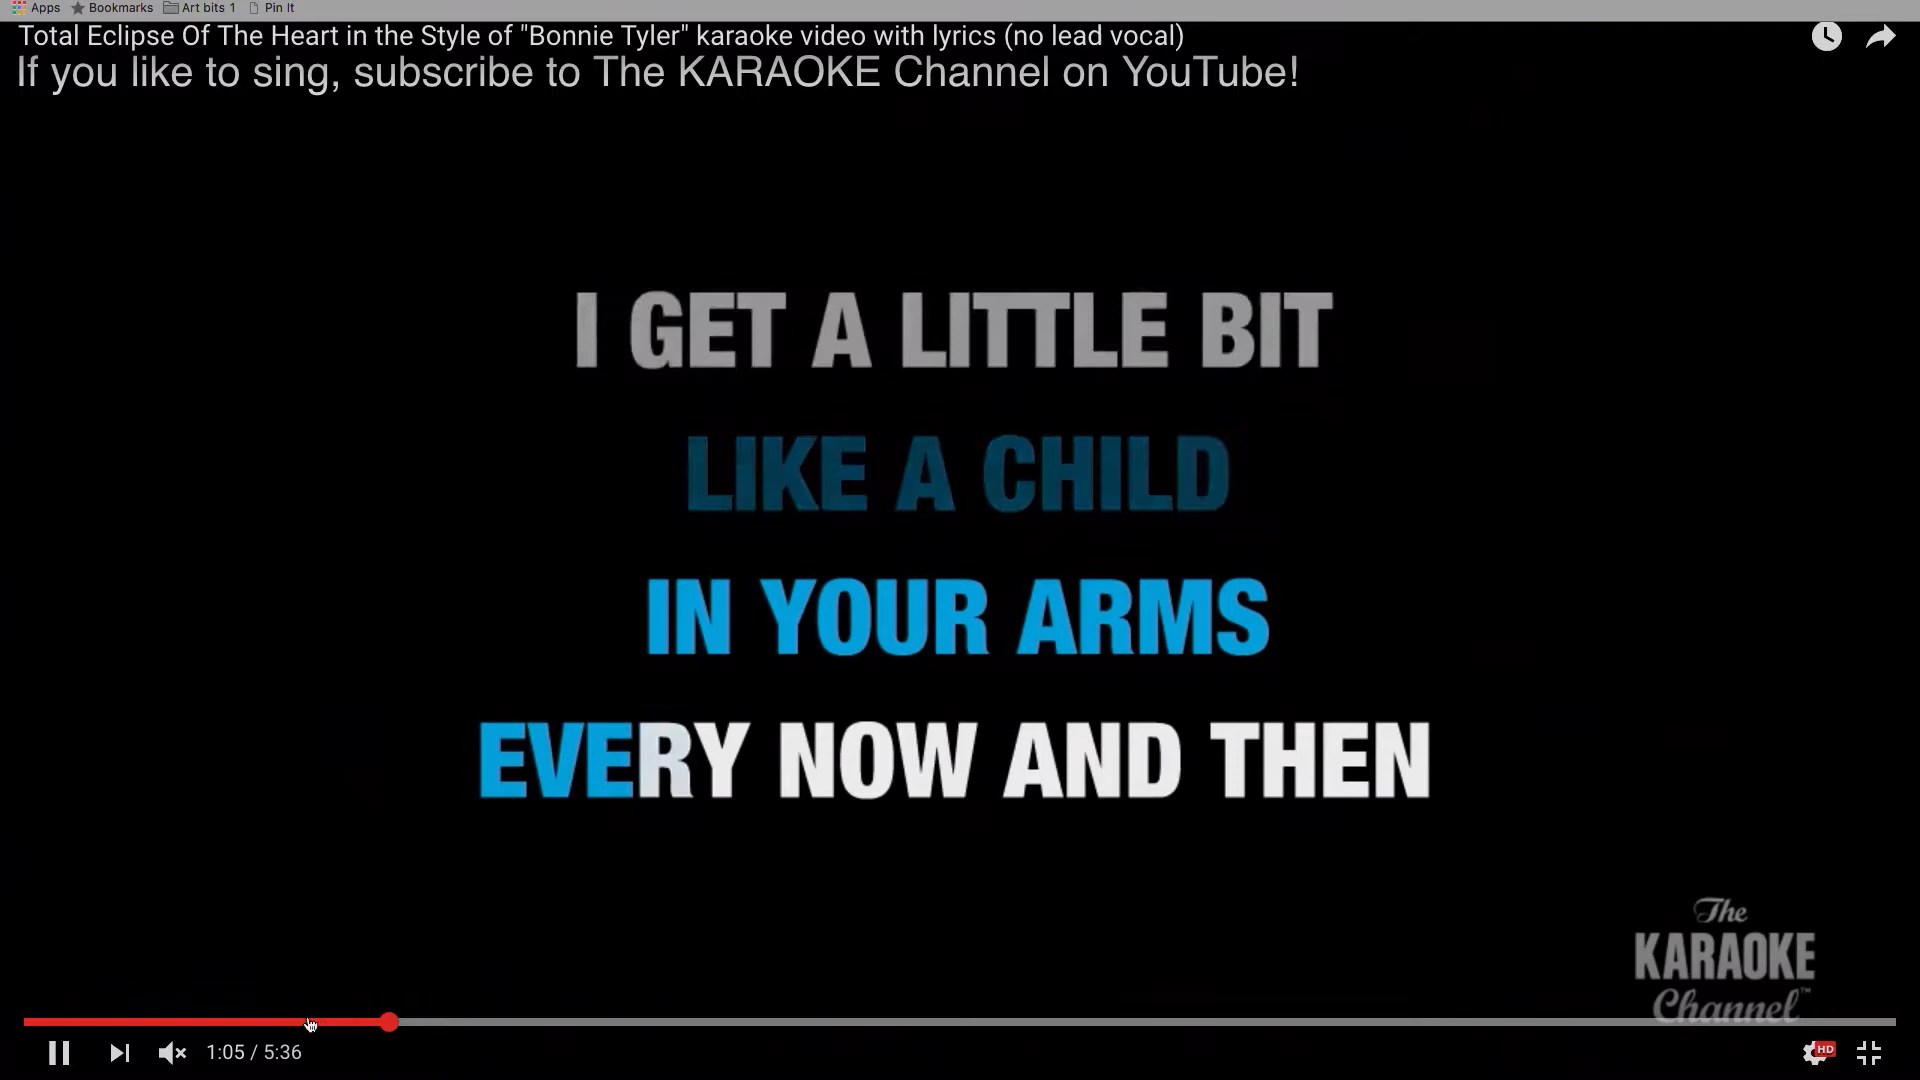 Apps Bookmarks Art bits 1 Pin It
Total Eclipse Of The Heart in the Style of "Bonnie Tyler" karaoke video with lyrics (no lead vocal)
If you like to sing, subscribe to The KARAOKE Channel on YouTube!
I GET A LITTLE BIT
LIKE A CHILD
IN YOUR ARMS
EVERY NOW AND THEN
The
KARAOKE
Channel™
1:05 / 5:36
HD